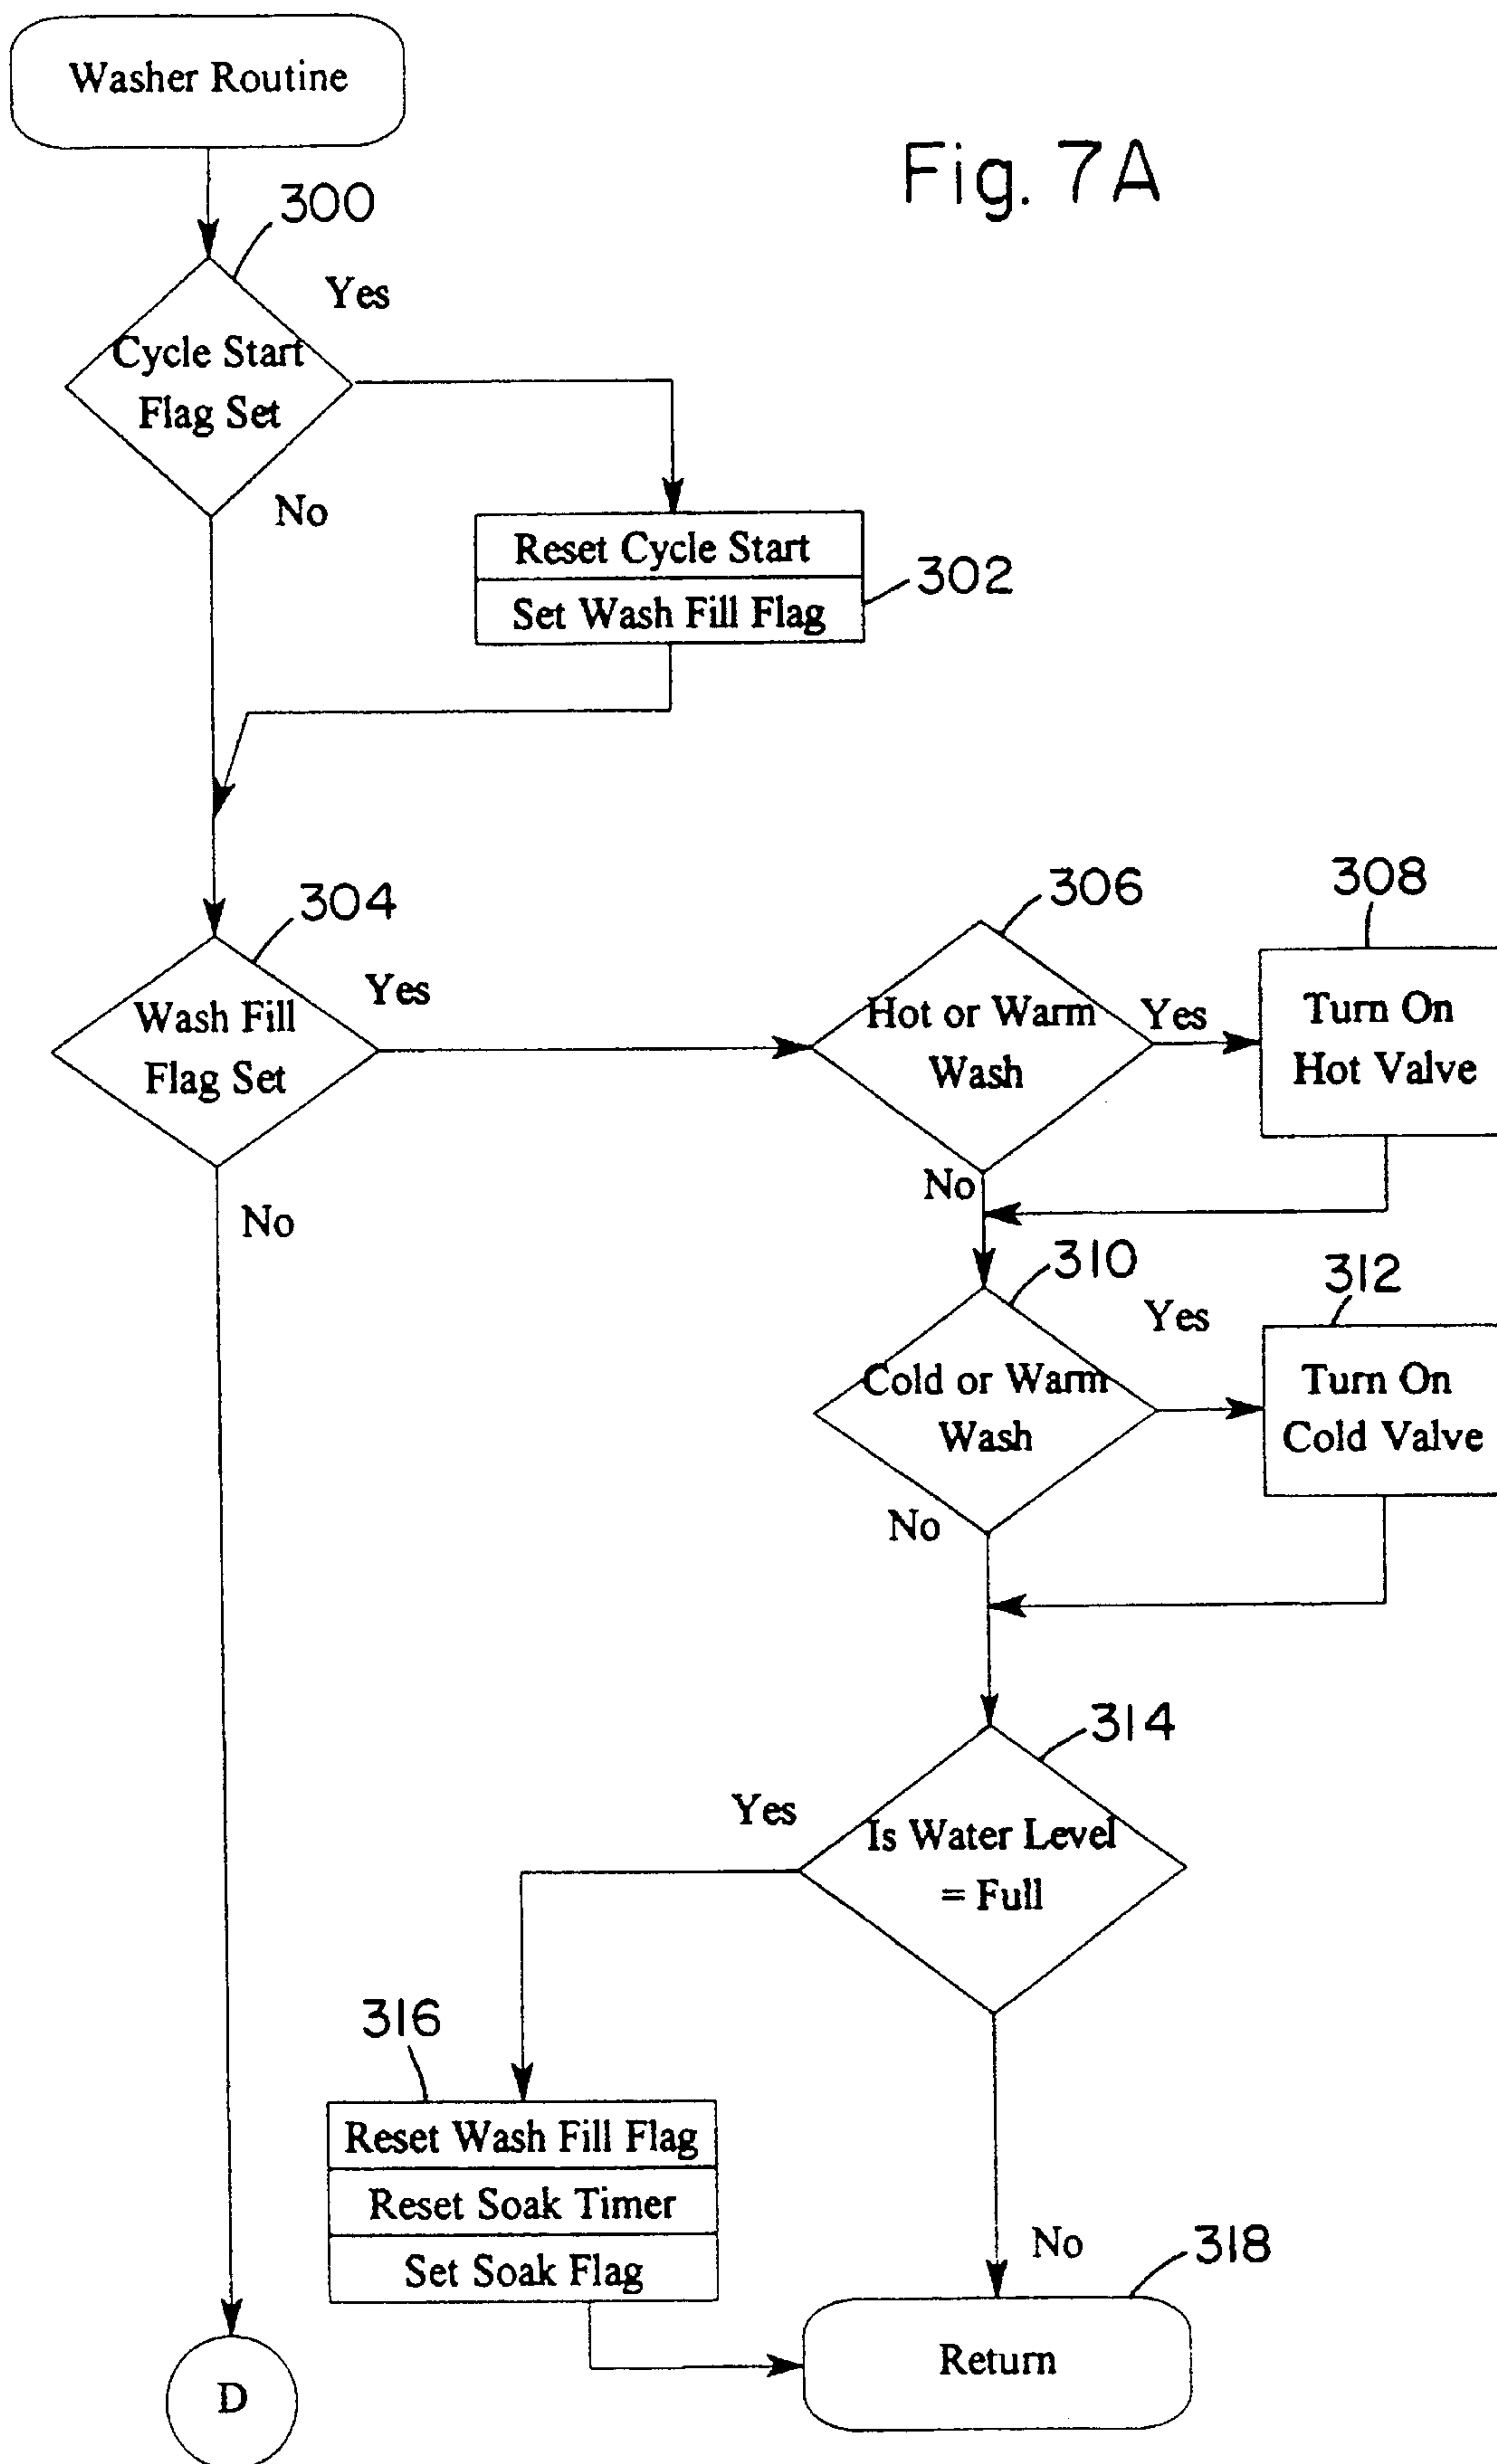 Washer Routine
Fig. 7A
300
Yes
Cycle Start
Flag Set
No
Reset Cycle Start
302
Set Wash Fill Flag
304
Yes
Wash Fill
Flag Set
No
306
Hot or Warm
Wash
Yes
308
Turn On
Hot Valve
No
310
Yes
Cold or Warm
Wash
312
Turn On
Cold Valve
No
314
Yes
Is Water Level
= Full
316
Reset Wash Fill Flag
Reset Soak Timer
Set Soak Flag
No
318
Return
D